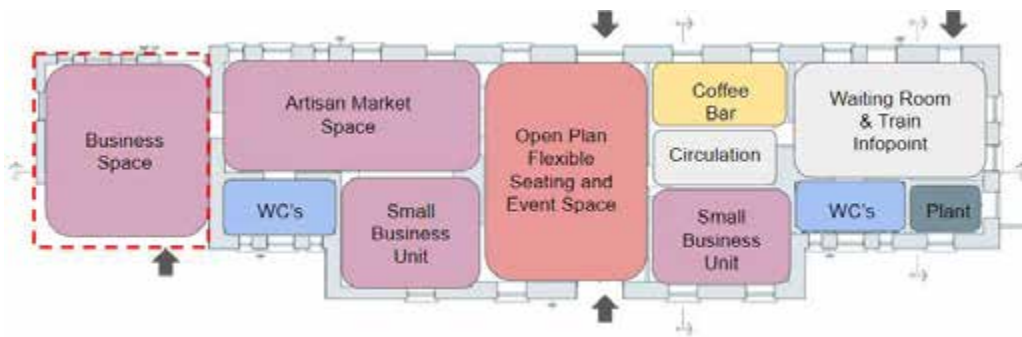 Business
Space
Artisan Market
Space
WC's
Small
Business
Unit
Open Plan
Flexible
Seating and
Event Space
Coffee
Bar
Circulation
Small
Business
Unit
Waiting Room
& Train
Infopoint
WC's
Plant